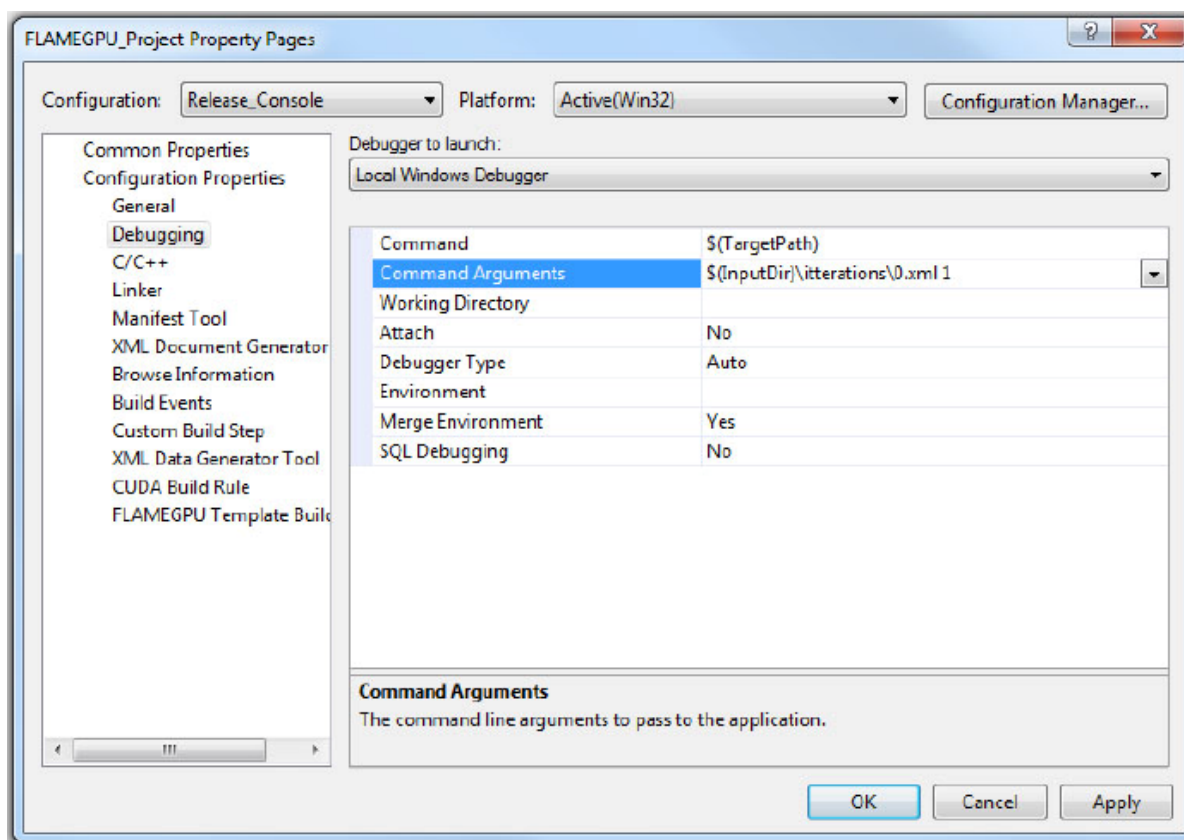 FLAMEGPU_Project Property Pages
Configuration: Release_Console Platform: Active(Win32) Configuration Manager...
Common Properties
Configuration Properties
General
Debugging
C/C++
Linker
Manifest Tool
XML Document Generator
Browse Information
Build Events
Custom Build Step
XML Data Generator Tool
CUDA Build Rule
FLAMEGPU Template Build
Debugger to launch:
Local Windows Debugger
Command $(TargetPath)
Command Arguments $(InputDir)\itterations\0.xml 1
Working Directory
Attach No
Debugger Type Auto
Environment
Merge Environment Yes
SQL Debugging No
Command Arguments
The command line arguments to pass to the application.
OK Cancel Apply